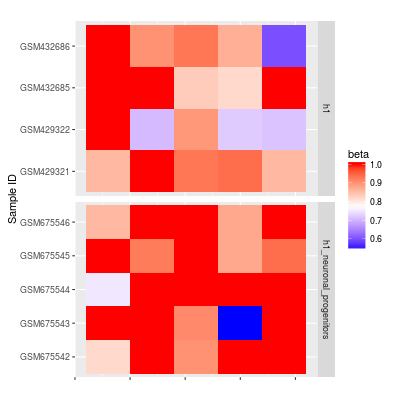 GSM432686
GSM432685
GSM429322
GSM429321
h1
GSM675546
GSM675545
GSM675544
GSM675543
GSM675542
h1_neuronal_progenitors
Sample ID
beta
1.0
0.9
0.8
0.7
0.6